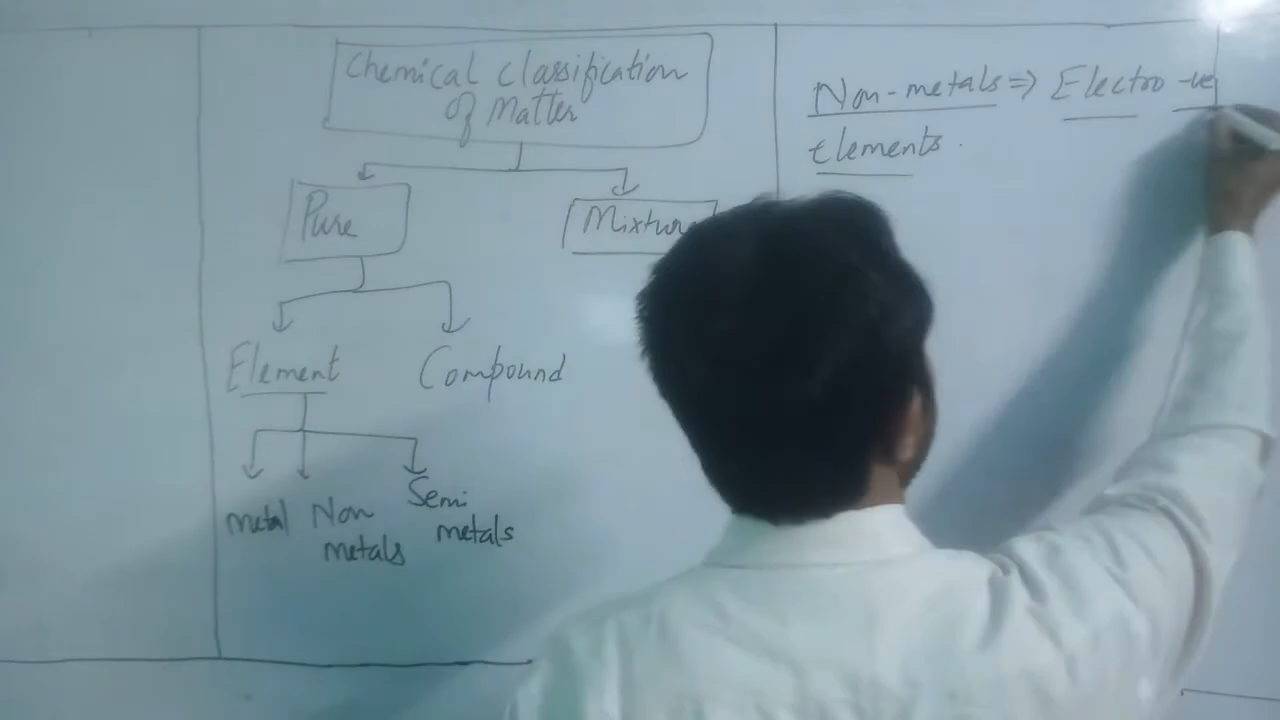 Chemical classification
of Matter
Pure
Mixture
Element
Compound
metal
Non
metals
Semi
metals
Non-metals ⇒ Electro -ve
Elements.